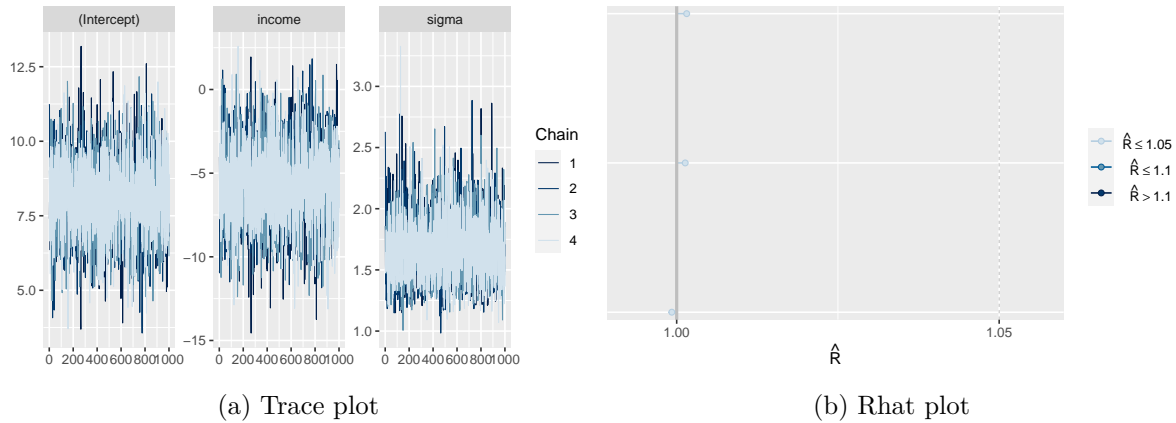 (Intercept) income sigma
12.5
10.0
7.5
5.0
0
−5
−10
−15
3.0
2.5
2.0
1.5
1.0
0 200 400 600 800 1000
0 200 400 600 800 1000
0 200 400 600 800 1000
Chain
1
2
3
4
(a) Trace plot
1.00 1.05
R̂
R̂ ≤ 1.05
R̂ ≤ 1.1
R̂ > 1.1
(b) Rhat plot